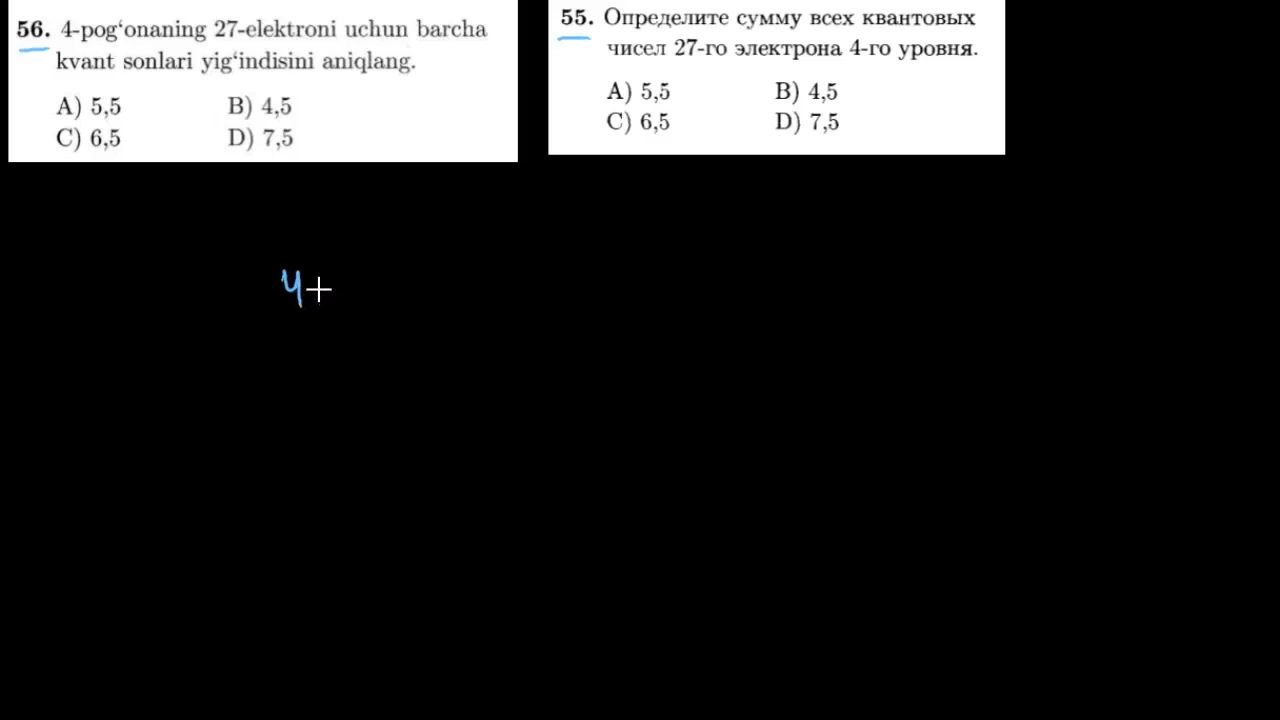 56. 4-pog‘onaning 27-elektroni uchun barcha
kvant sonlari yig‘indisini aniqlang.
A) 5,5 B) 4,5
C) 6,5 D) 7,5
55. Определите сумму всех квантовых
чисел 27-го электрона 4-го уровня.
A) 5,5 B) 4,5
C) 6,5 D) 7,5
4